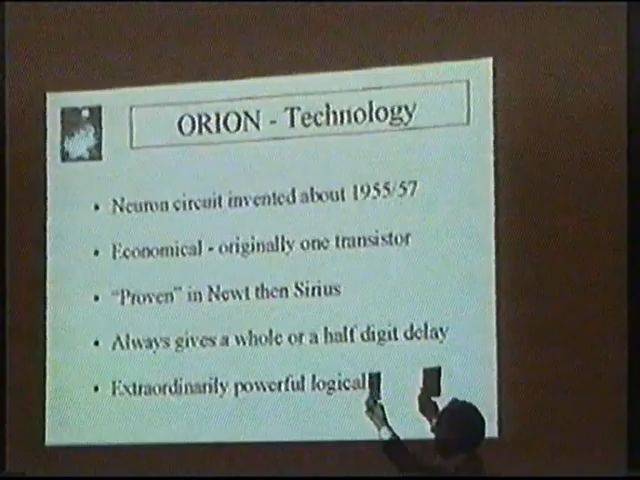 ORION - Technology
• Neuron circuit invented about 1955/57
• Economical - originally one transistor
• "Proven" in Newt then Sirius
• Always gives a whole or a half digit delay
• Extraordinarily powerful logical